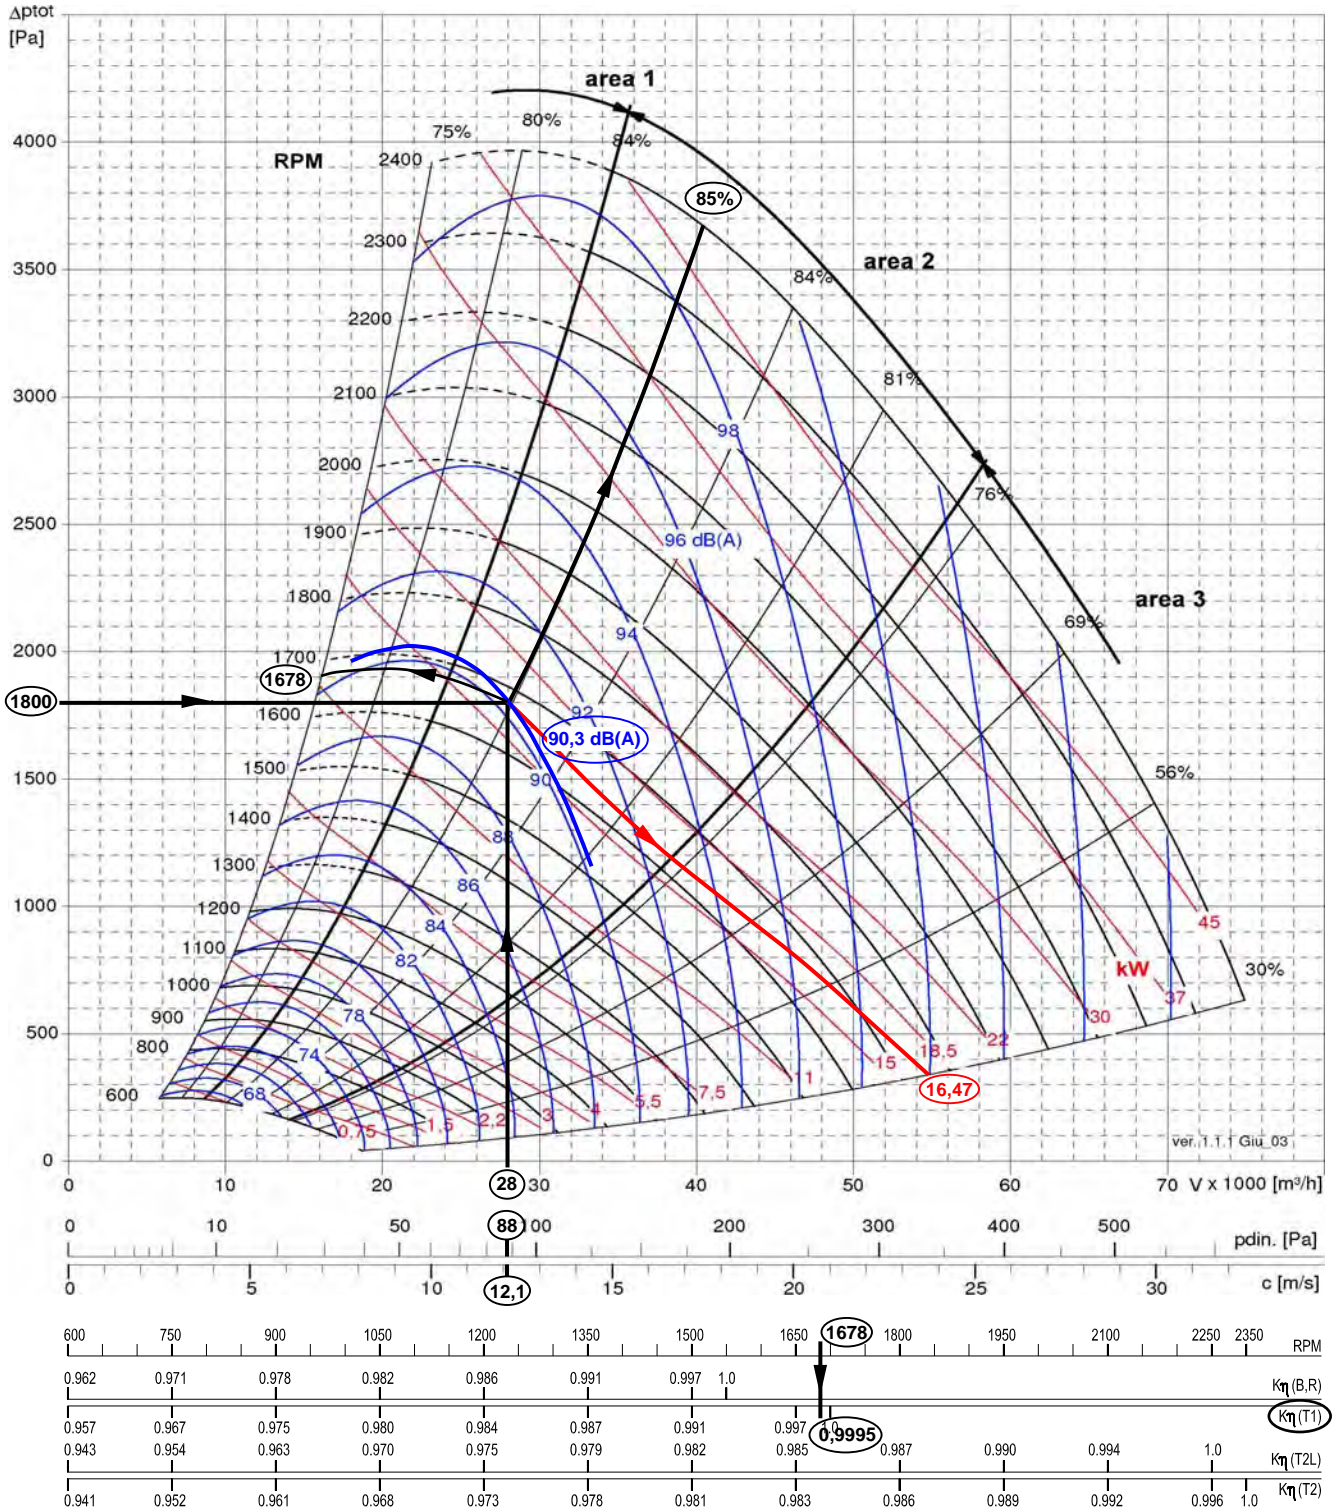 Δptot
[Pa]
area 1
80%
75%
84%
4000
RPM
2400
85%
2300
3500
area 2
84%
2200
3000
2100
81%
98
2000
76%
2500
1900
96 dB(A)
1800
area 3
69%
94
2000
1700
1678
1800
1600
92
90,3 dB(A)
1500
1500
90
56%
1400
88
1300
86
1000
1200
84
45
1100
82
kW
30%
1000
37
78
30
900
500
74
22
800
18,5
15
11
16,47
68
7,5
600
5,5
4
3
2,2
1,5
0,75
ver. 1.1.1 Giu_03
0
0 10 20 28 30 40 50 60 70 V x 1000 [m³/h]
0 10 50 88 100 200 300 400 500
pdin. [Pa]
0 5 10 12,1 15 20 25 30 c [m/s]
600 750 900 1050 1200 1350 1500 1650 1678 1800 1950 2100 2250 2350
RPM
0.962 0.971 0.978 0.982 0.986 0.991 0.997 1.0
Kη (B,R)
Kη (T1)
0.957 0.967 0.975 0.980 0.984 0.987 0.991 0.997 0,9995
0.943 0.954 0.963 0.970 0.975 0.979 0.982 0.985 0.987 0.990 0.994 1.0
Kη (T2L)
Kη (T2)
0.941 0.952 0.961 0.968 0.973 0.978 0.981 0.983 0.986 0.989 0.992 0.996 1.0